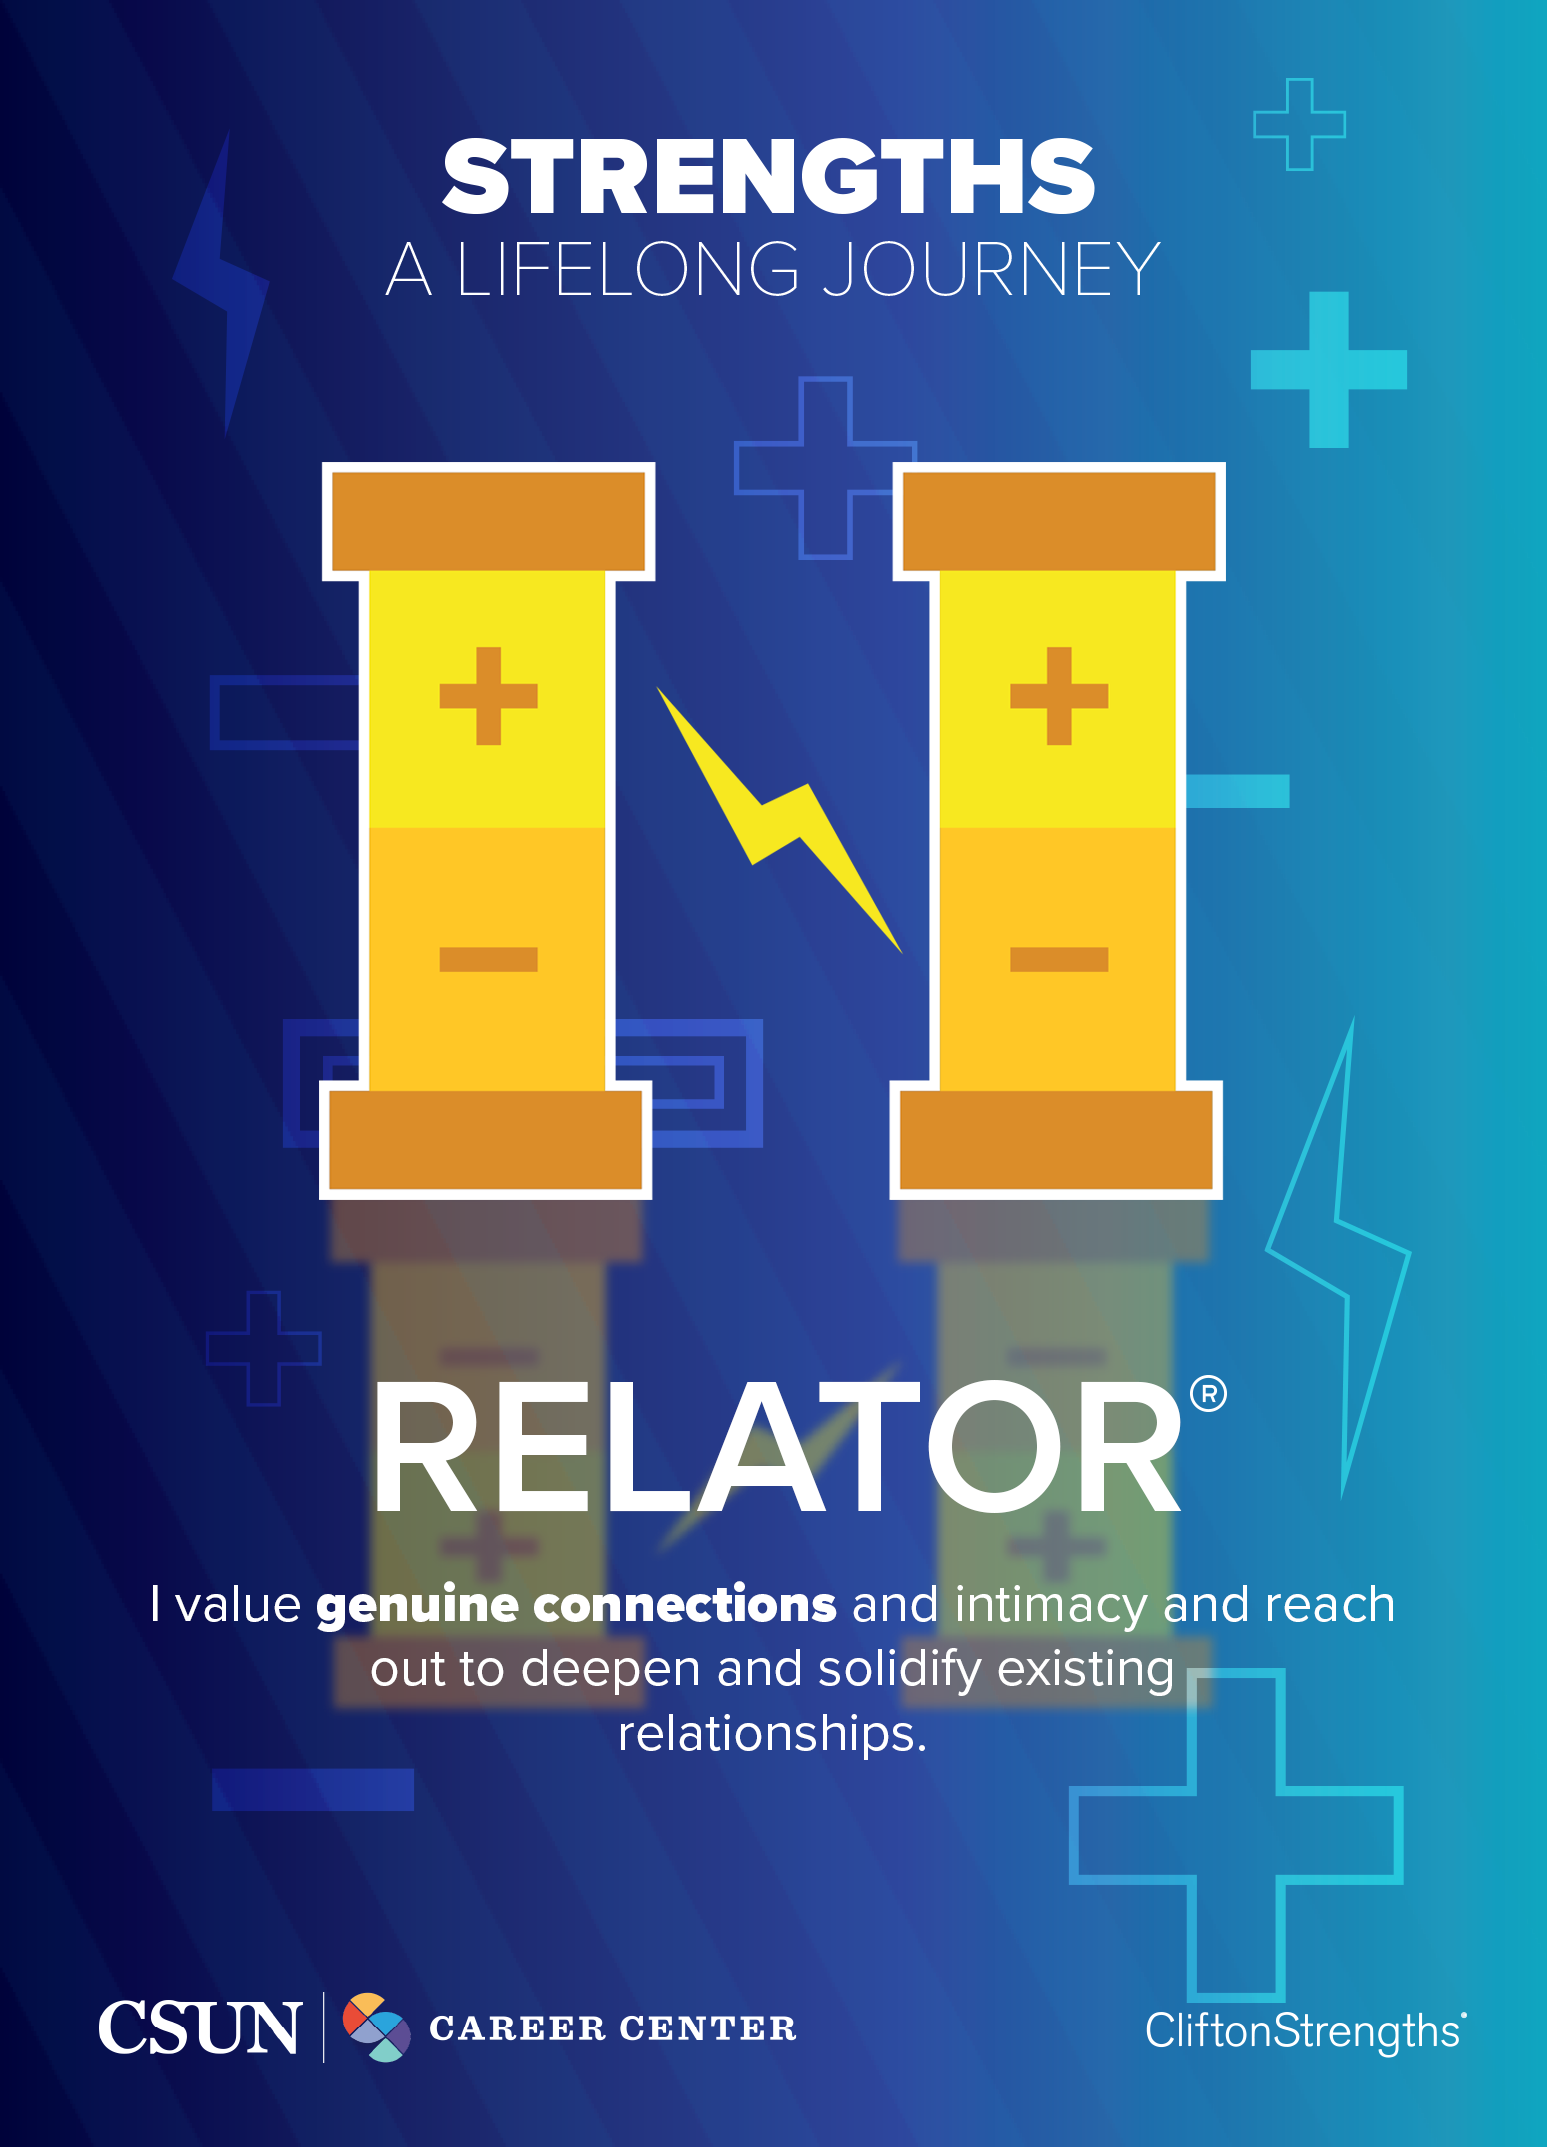 STRENGTHS
A LIFELONG JOURNEY
RELATOR®
I value genuine connections and intimacy and reach
out to deepen and solidify existing
relationships.
CSUN | CAREER CENTER
CliftonStrengths